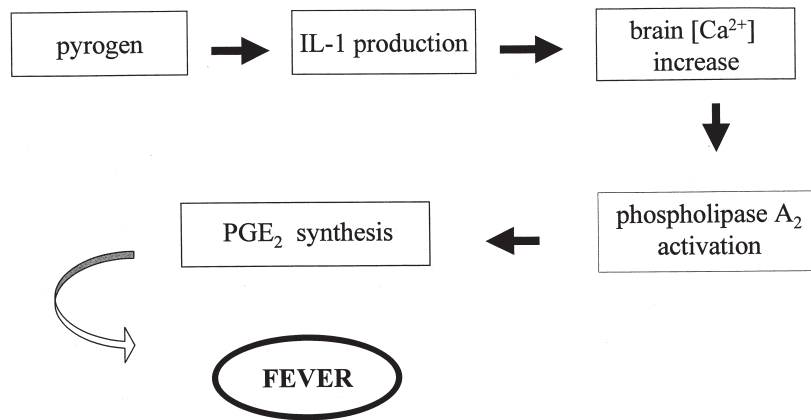 pyrogen
IL-1 production
brain [Ca²⁺]
increase
phospholipase A₂
activation
PGE₂ synthesis
FEVER